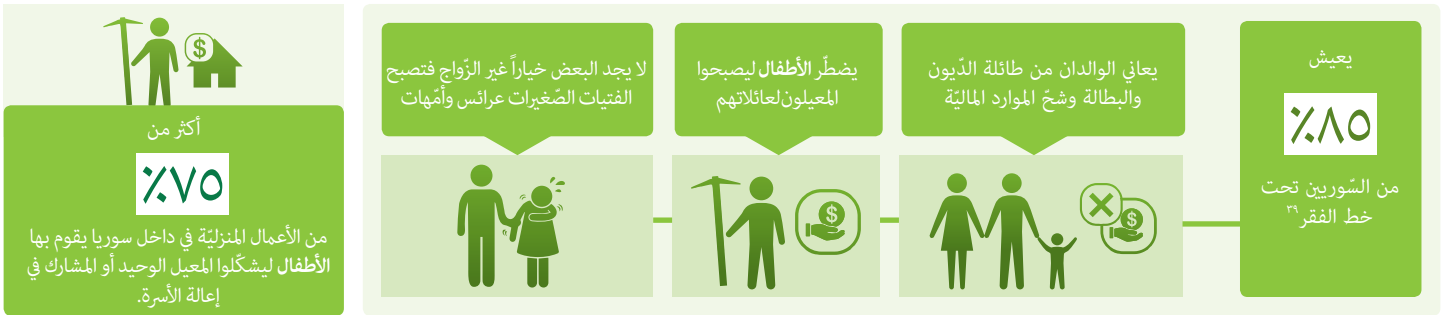 يعيش
٪٨٥
من السّوريين تحت
خط الفقر٣٩
يعاني الوالدان من طائلة الدّيون
والبطالة وشحّ الموارد الماليّة
$
يضطّر الأطفال ليصبحوا
المعيلون لعائلاتهم
$
لا يجد البعض خياراً غير الزّواج فتصبح
الفتيات الصّغيرات عرائس وأمّهات
$
أكثر من
٪٧٥
من الأعمال المنزليّة في داخل سوريا يقوم بها
الأطفال ليشكّلوا المعيل الوحيد أو المشارك في
إعالة الأسرة.